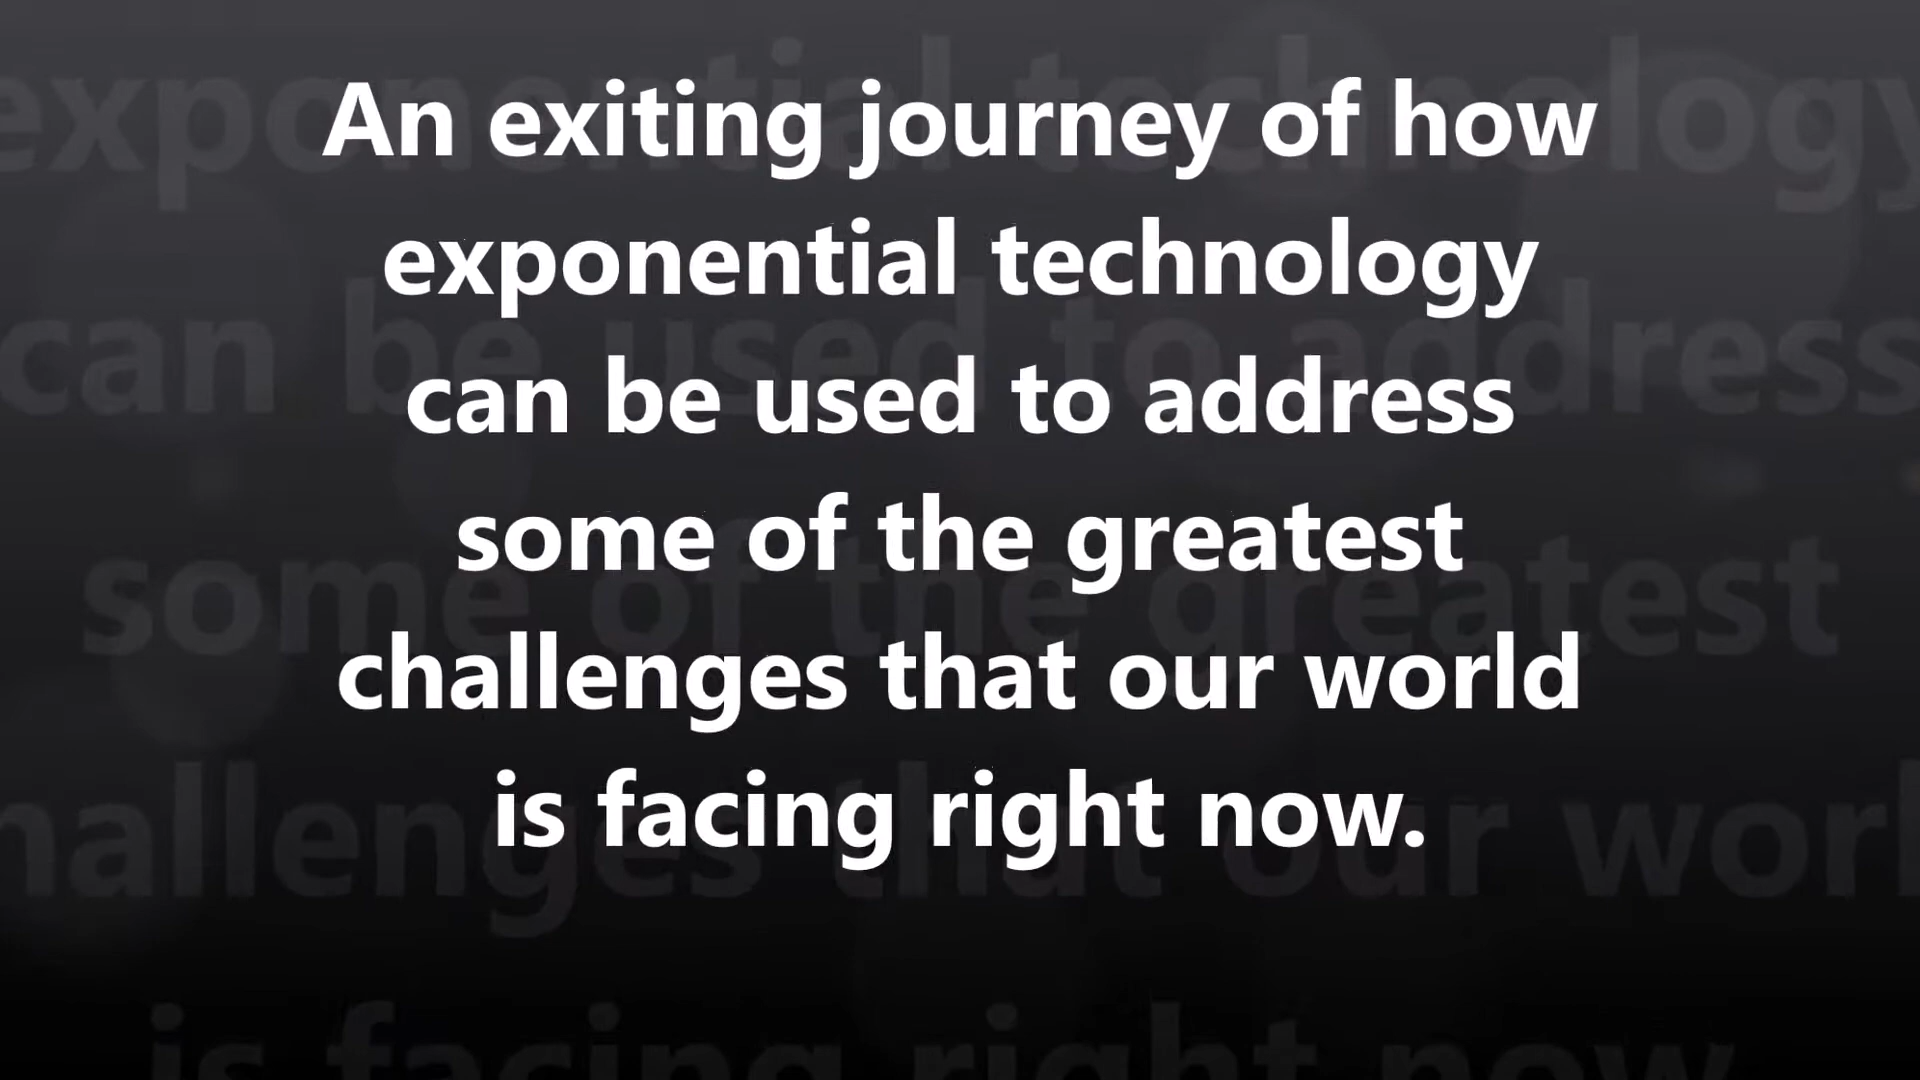 An exiting journey of how
exponential technology
can be used to address
some of the greatest
challenges that our world
is facing right now.